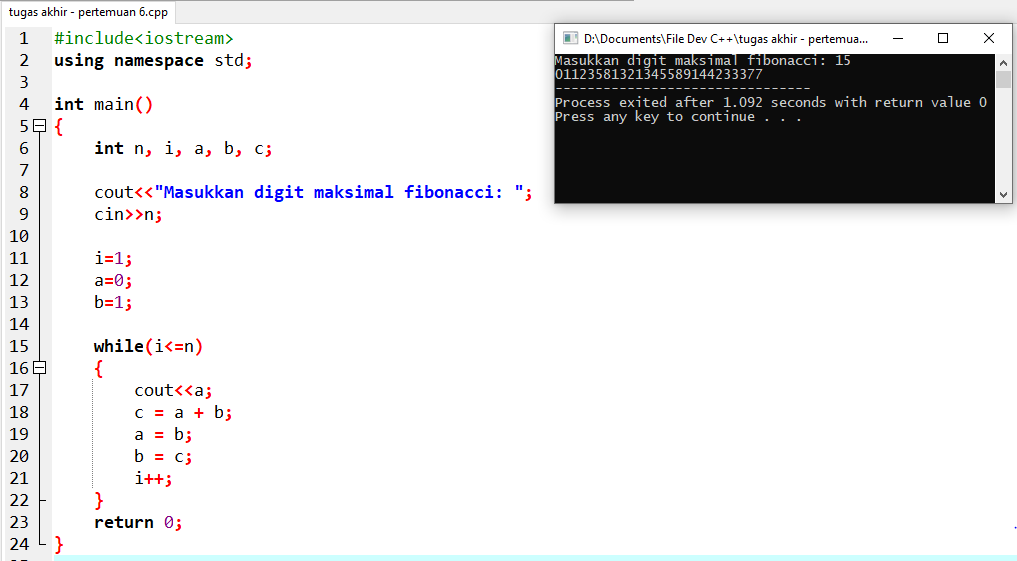 tugas akhir - pertemuan 6.cpp
1 #include<iostream>
2 using namespace std;
3
4 int main()
5 {
6 int n, i, a, b, c;
7
8 cout<<"Masukkan digit maksimal fibonacci: ";
9 cin>>n;
10
11 i=1;
12 a=0;
13 b=1;
14
15 while(i<=n)
16 {
17 cout<<a;
18 c = a + b;
19 a = b;
20 b = c;
21 i++;
22 }
23 return 0;
24 }
D:\Documents\File Dev C++\tugas akhir - pertemua...
Masukkan digit maksimal fibonacci: 15
01123581321345589144233377
--------------------------------
Process exited after 1.092 seconds with return value 0
Press any key to continue . . .